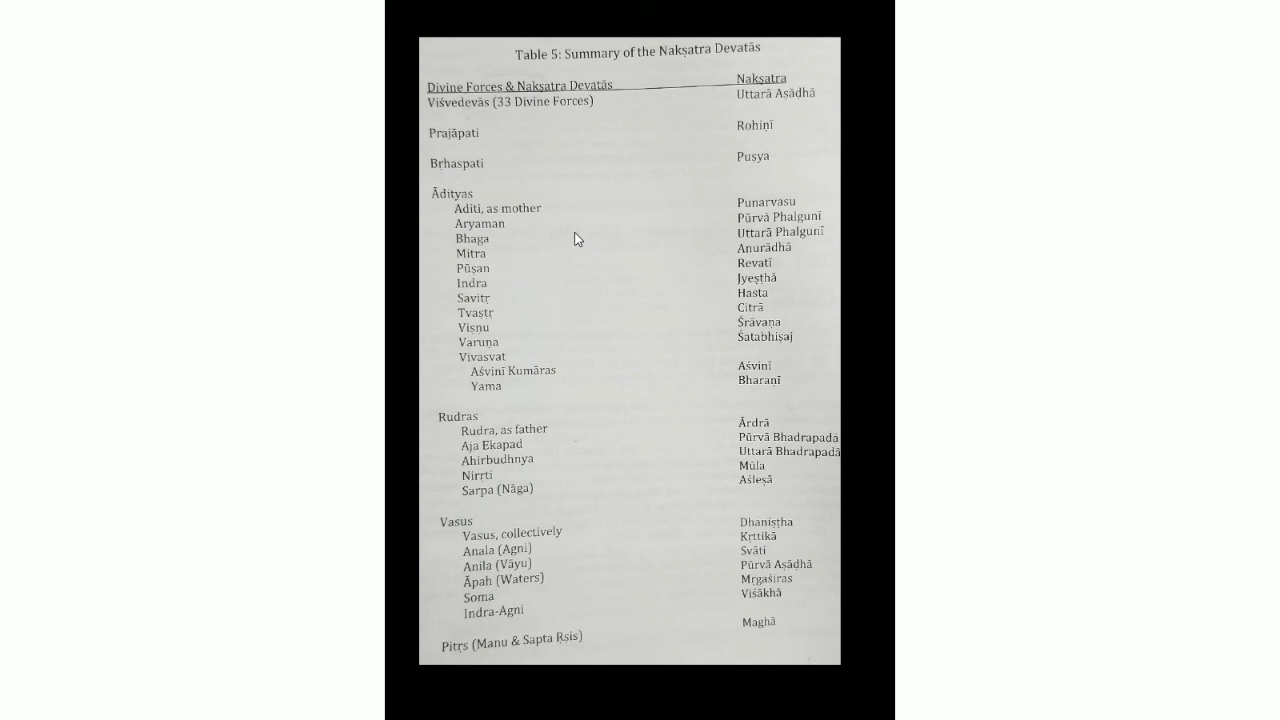 Table 5: Summary of the Nakṣatra Devatās
Divine Forces & Nakṣatra Devatās Nakṣatra
Viśvedevās (33 Divine Forces) Uttarā Aṣāḍhā
Prajāpati Rohiṇī
Bṛhaspati Puṣya
Ādityas
Aditi, as mother Punarvasu
Aryaman Pūrvā Phalgunī
Bhaga Uttarā Phalgunī
Mitra Anurādhā
Pūṣan Revatī
Indra Jyeṣṭhā
Savitṛ Hasta
Tvaṣtṛ Citrā
Viṣṇu Śrāvaṇa
Varuṇa Śatabhiṣaj
Vivasvat
Aśvinī Kumāras Aśvinī
Yama Bharaṇī
Rudras
Rudra, as father Ārdrā
Aja Ekapad Pūrvā Bhadrapadā
Ahirbudhnya Uttarā Bhadrapadā
Nirṛti Mūla
Sarpa (Nāga) Aśleṣā
Vasus
Vasus, collectively Dhaniṣṭha
Anala (Agni) Kṛttikā
Anila (Vāyu) Svāti
Āpaḥ (Waters) Pūrvā Aṣāḍhā
Soma Mṛgaśiras
Indra-Agni Viśākhā
Pitṛs (Manu & Sapta Ṛsis) Maghā